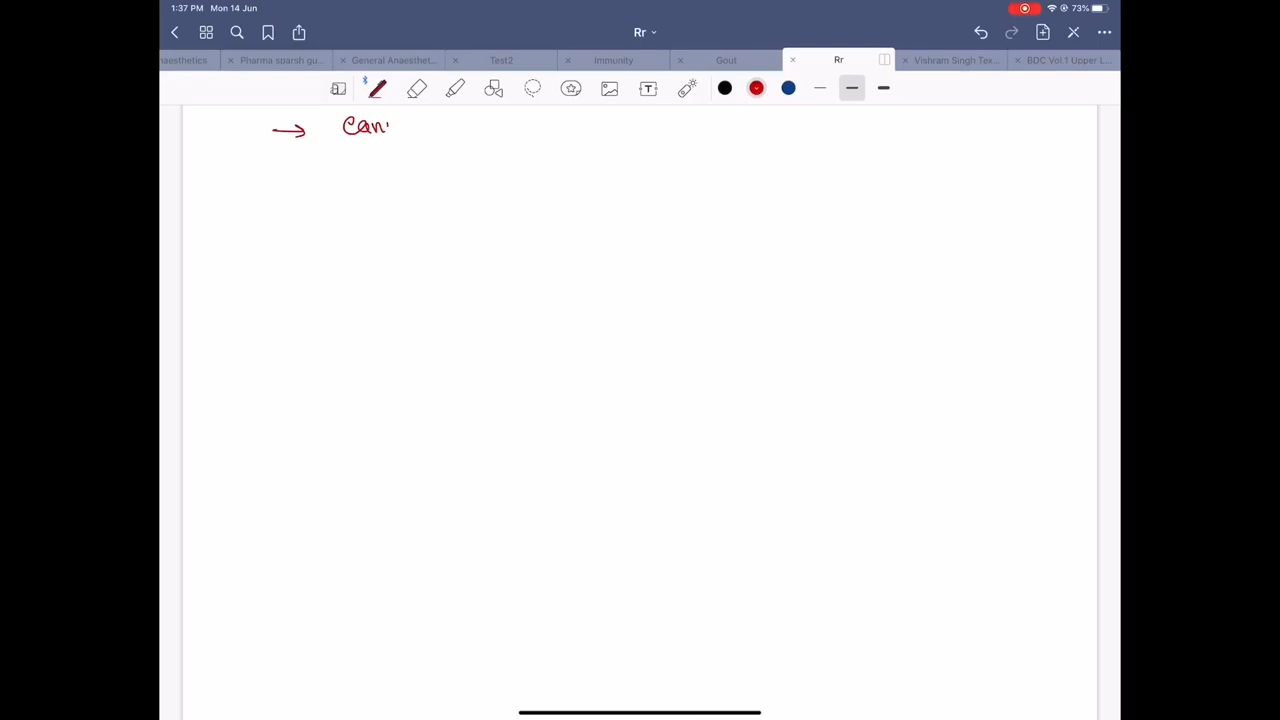 1:37 PM Mon 14 Jun 73%
Rr
naesthetics Pharma sparsh gu... General Anaesthet... Test2 Immunity Gout Rr Vishram Singh Tex... BDC Vol.1 Upper L...
T
→ Can